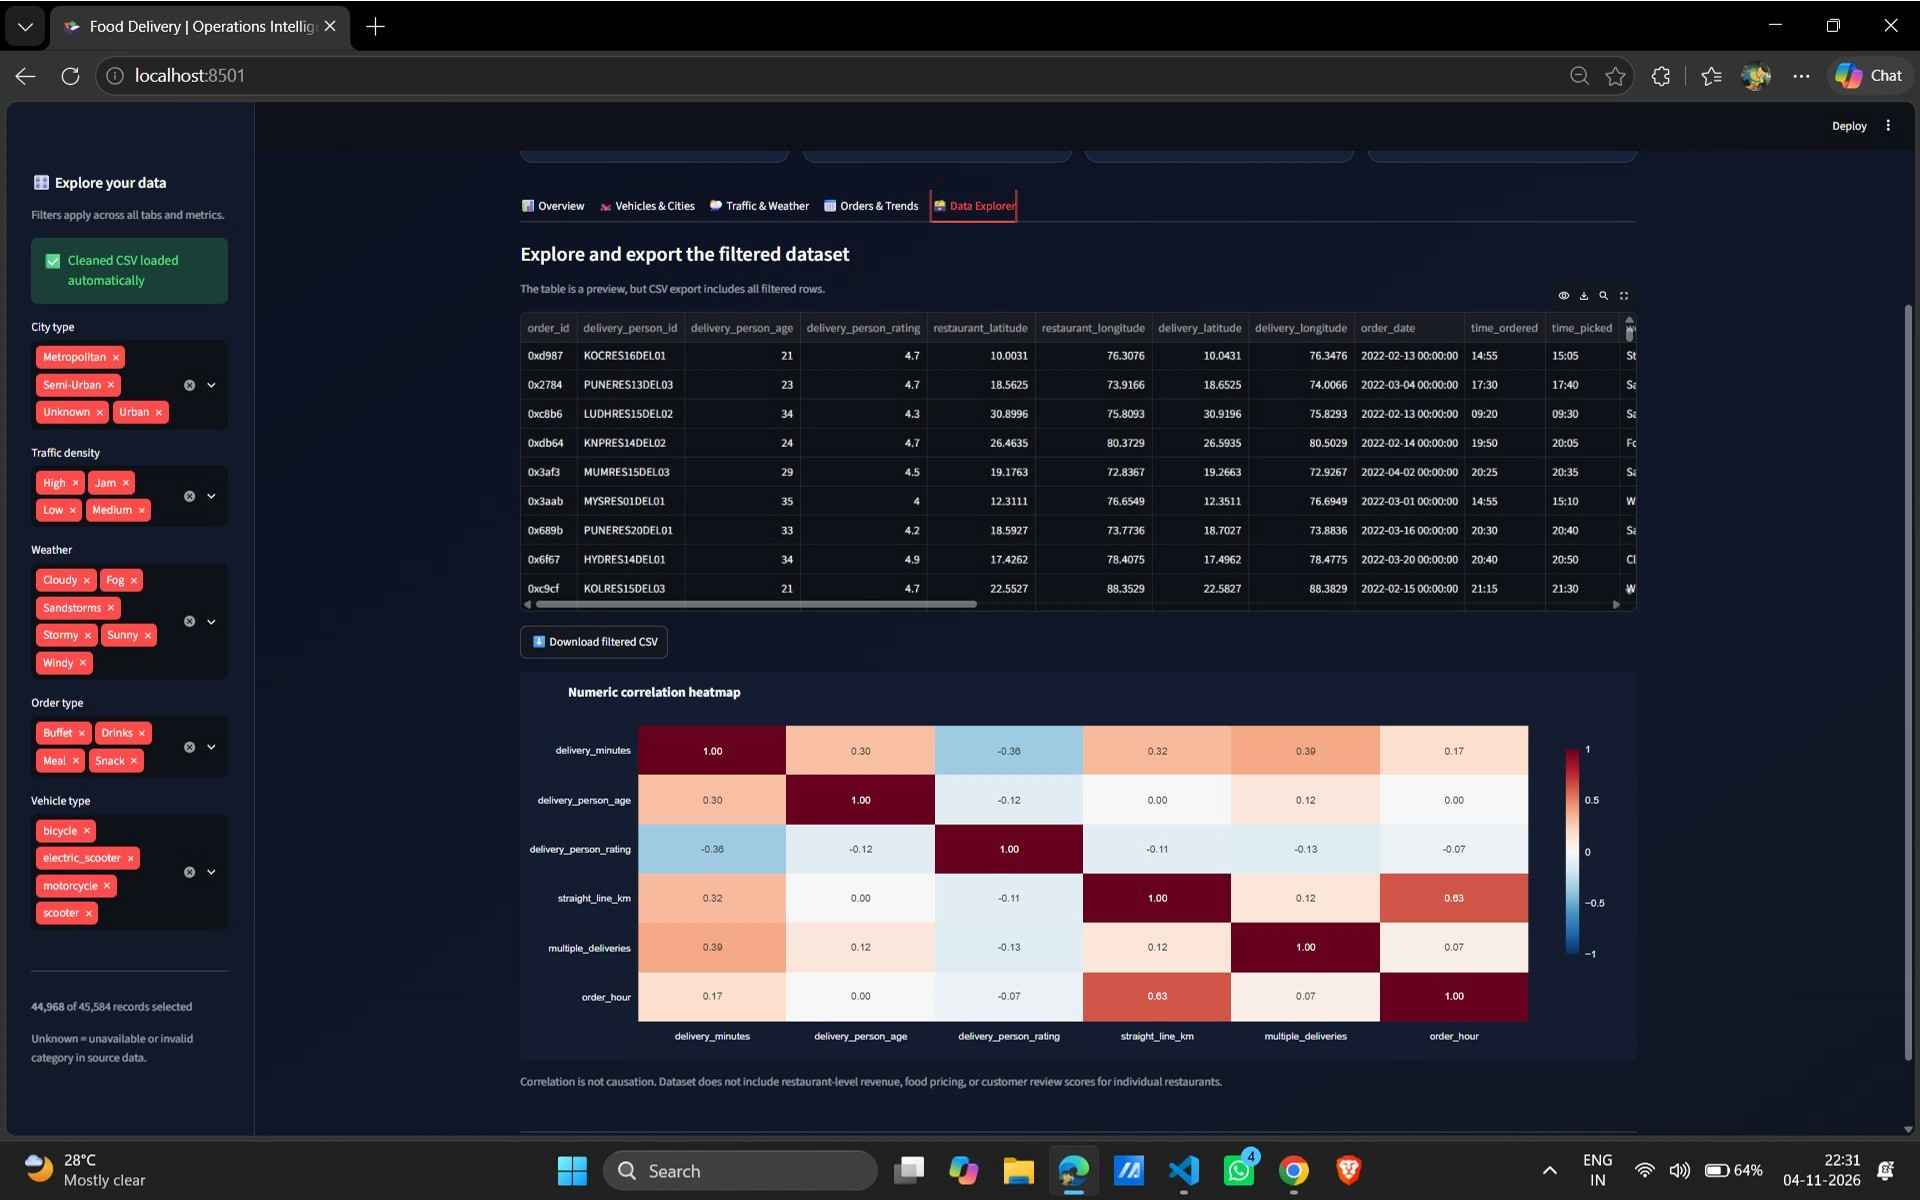 Food Delivery | Operations Intellig
localhost:8501
Chat
Deploy
Explore your data
Filters apply across all tabs and metrics.
Cleaned CSV loaded
automatically
City type
Metropolitan ×
Semi-Urban ×
Unknown × Urban ×
Traffic density
High × Jam ×
Low × Medium ×
Weather
Cloudy × Fog ×
Sandstorms ×
Stormy × Sunny ×
Windy ×
Order type
Buffet × Drinks ×
Meal × Snack ×
Vehicle type
bicycle ×
electric_scooter ×
motorcycle ×
scooter ×
44,968 of 45,584 records selected
Unknown = unavailable or invalid
category in source data.
Overview Vehicles & Cities Traffic & Weather Orders & Trends Data Explorer
Explore and export the filtered dataset
The table is a preview, but CSV export includes all filtered rows.
order_id delivery_person_id delivery_person_age delivery_person_rating restaurant_latitude restaurant_longitude delivery_latitude delivery_longitude order_date time_ordered time_picked
0xd987 KOCRES16DEL01 21 4.7 10.0031 76.3076 10.0431 76.3476 2022-02-13 00:00:00 14:55 15:05 St
0x2784 PUNERES13DEL03 23 4.7 18.5625 73.9166 18.6525 74.0066 2022-03-04 00:00:00 17:30 17:40 Sa
0xc8b6 LUDHRES15DEL02 34 4.3 30.8996 75.8093 30.9196 75.8293 2022-02-13 00:00:00 09:20 09:30 Sa
0xdb64 KNPRES14DEL02 24 4.7 26.4635 80.3729 26.5935 80.5029 2022-02-14 00:00:00 19:50 20:05 Fo
0x3af3 MUMRES15DEL03 29 4.5 19.1763 72.8367 19.2663 72.9267 2022-04-02 00:00:00 20:25 20:35 Sa
0x3aab MYSRES01DEL01 35 4 12.3111 76.6549 12.3511 76.6949 2022-03-01 00:00:00 14:55 15:10 W
0x689b PUNERES20DEL01 33 4.2 18.5927 73.7736 18.7027 73.8836 2022-03-16 00:00:00 20:30 20:40 Sa
0x6f67 HYDRES14DEL01 34 4.9 17.4262 78.4075 17.4962 78.4775 2022-03-20 00:00:00 20:40 20:50 Cl
0xc9cf KOLRES15DEL03 21 4.7 22.5527 88.3529 22.5827 88.3829 2022-02-15 00:00:00 21:15 21:30 W
Download filtered CSV
Numeric correlation heatmap
delivery_minutes 1.00 0.30 -0.36 0.32 0.39 0.17
delivery_person_age 0.30 1.00 -0.12 0.00 0.12 0.00
delivery_person_rating -0.36 -0.12 1.00 -0.11 -0.13 -0.07
straight_line_km 0.32 0.00 -0.11 1.00 0.12 0.63
multiple_deliveries 0.39 0.12 -0.13 0.12 1.00 0.07
order_hour 0.17 0.00 -0.07 0.63 0.07 1.00
delivery_minutes delivery_person_age delivery_person_rating straight_line_km multiple_deliveries order_hour
1
0.5
0
−0.5
−1
Correlation is not causation. Dataset does not include restaurant-level revenue, food pricing, or customer review scores for individual restaurants.
28°C
Mostly clear
Search
4
ENG
IN
64%
22:31
04-11-2026